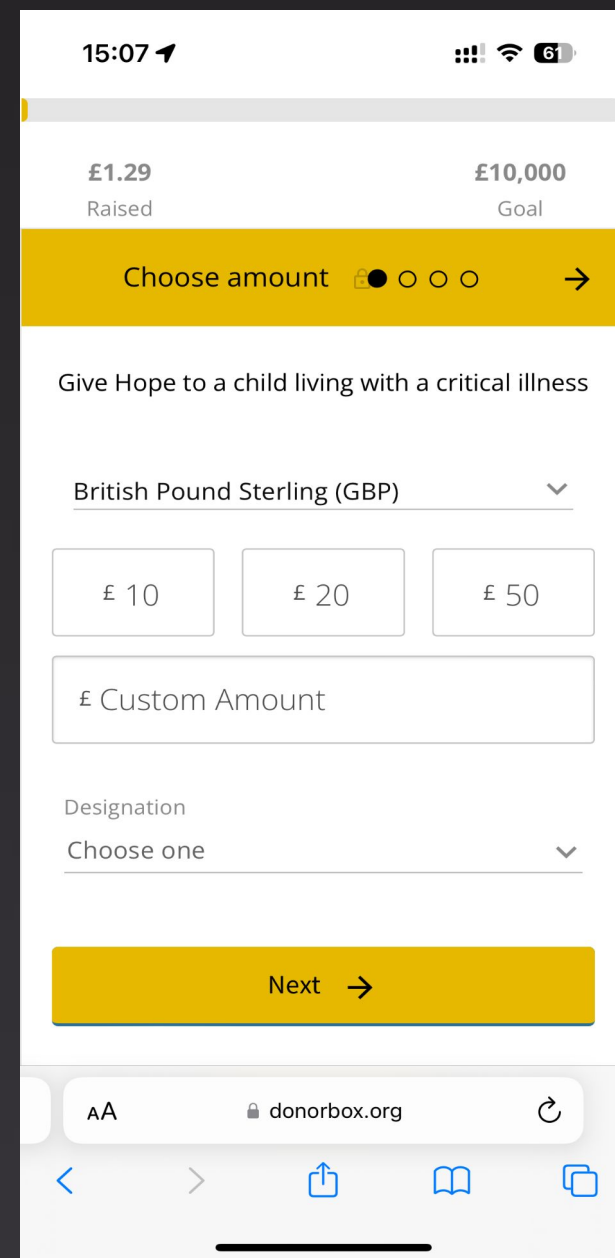 15:07
61
£1.29 £10,000
Raised Goal
Choose amount
Give Hope to a child living with a critical illness
British Pound Sterling (GBP)
£ 10 £ 20 £ 50
£ Custom Amount
Designation
Choose one
Next
AA donorbox.org